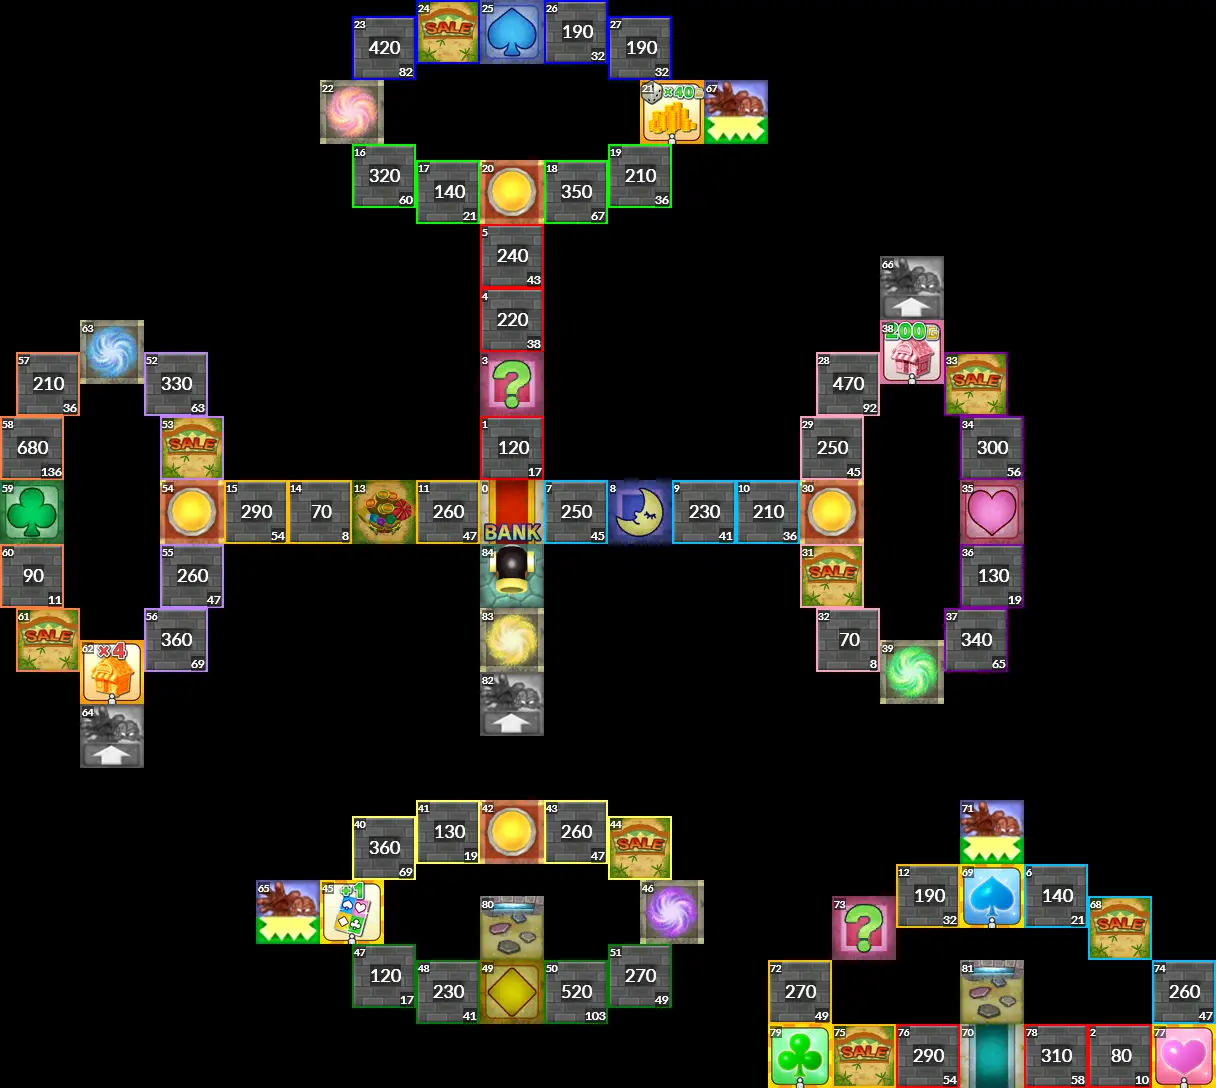 24 SALE 25 26 190 32
23 420 82 27 190 32
22 21 ×40 67
16 320 60 19 210 36
17 140 21 20 18 350 67
5 240 43
4 220 38
66
63 38 200G
57 210 36 52 330 63 3 ? 28 470 92 33 SALE
58 680 136 53 SALE 1 120 17 29 250 45 34 300 56
59 54 15 290 54 14 70 8 13 11 260 47 0 BANK 7 250 45 8 9 230 41 10 210 36 30 35
60 90 11 55 260 47 84 31 SALE 36 130 19
61 SALE 62 ×4 56 360 69 83 32 70 8 39 37 340 65
64 82
41 130 19 42 43 260 47 71
40 360 69 44 SALE
65 45 +1 80 46 12 190 32 69 6 140 21
73 ? 68 SALE
47 120 17 51 270 49
48 230 41 49 50 520 103 72 270 49 81 74 260 47
79 75 SALE 76 290 54 70 78 310 58 2 80 10 77